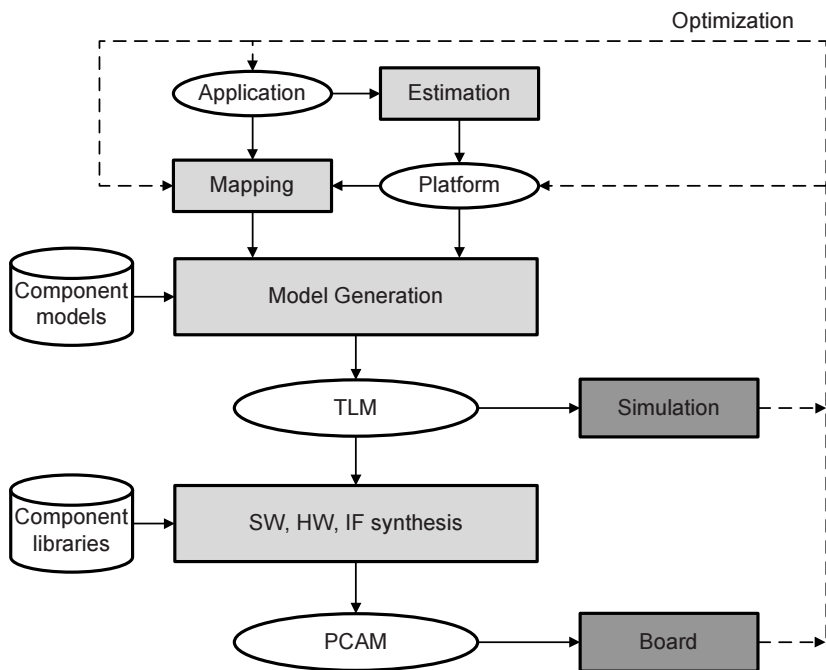 Optimization
Application
Estimation
Mapping
Platform
Component
models
Model Generation
TLM
Simulation
Component
libraries
SW, HW, IF synthesis
PCAM
Board